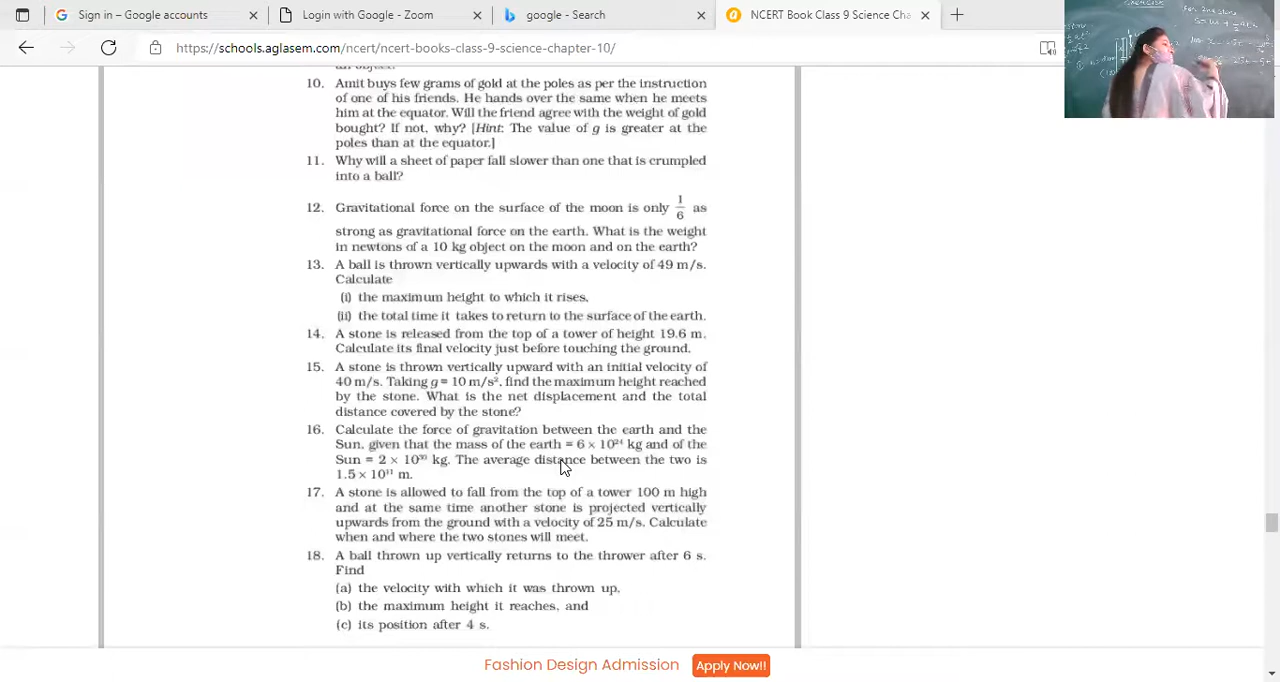 Sign in – Google accounts
Login with Google - Zoom
google - Search
NCERT Book Class 9 Science Cha
https://schools.aglasem.com/ncert/ncert-books-class-9-science-chapter-10/
an object.
10. Amit buys few grams of gold at the poles as per the instruction
of one of his friends. He hands over the same when he meets
him at the equator. Will the friend agree with the weight of gold
bought? If not, why? [Hint: The value of g is greater at the
poles than at the equator.]
11. Why will a sheet of paper fall slower than one that is crumpled
into a ball?
12. Gravitational force on the surface of the moon is only 1/6 as
strong as gravitational force on the earth. What is the weight
in newtons of a 10 kg object on the moon and on the earth?
13. A ball is thrown vertically upwards with a velocity of 49 m/s.
Calculate
(i) the maximum height to which it rises,
(ii) the total time it takes to return to the surface of the earth.
14. A stone is released from the top of a tower of height 19.6 m.
Calculate its final velocity just before touching the ground.
15. A stone is thrown vertically upward with an initial velocity of
40 m/s. Taking g = 10 m/s², find the maximum height reached
by the stone. What is the net displacement and the total
distance covered by the stone?
16. Calculate the force of gravitation between the earth and the
Sun, given that the mass of the earth = 6 × 10²⁴ kg and of the
Sun = 2 × 10³⁰ kg. The average distance between the two is
1.5 × 10¹¹ m.
17. A stone is allowed to fall from the top of a tower 100 m high
and at the same time another stone is projected vertically
upwards from the ground with a velocity of 25 m/s. Calculate
when and where the two stones will meet.
18. A ball thrown up vertically returns to the thrower after 6 s.
Find
(a) the velocity with which it was thrown up,
(b) the maximum height it reaches, and
(c) its position after 4 s.
Fashion Design Admission
Apply Now!!